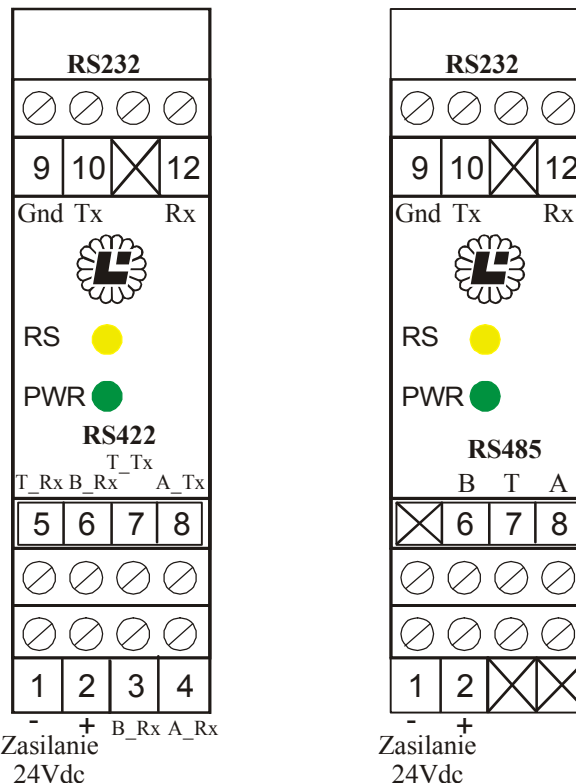 RS232
9 10 12
Gnd Tx Rx
RS
PWR
RS422
T_Tx
T_Rx B_Rx A_Tx
5 6 7 8
1 2 3 4
- + B_Rx A_Rx
Zasilanie
24Vdc
RS232
9 10 12
Gnd Tx Rx
RS
PWR
RS485
B T A
6 7 8
1 2
- +
Zasilanie
24Vdc